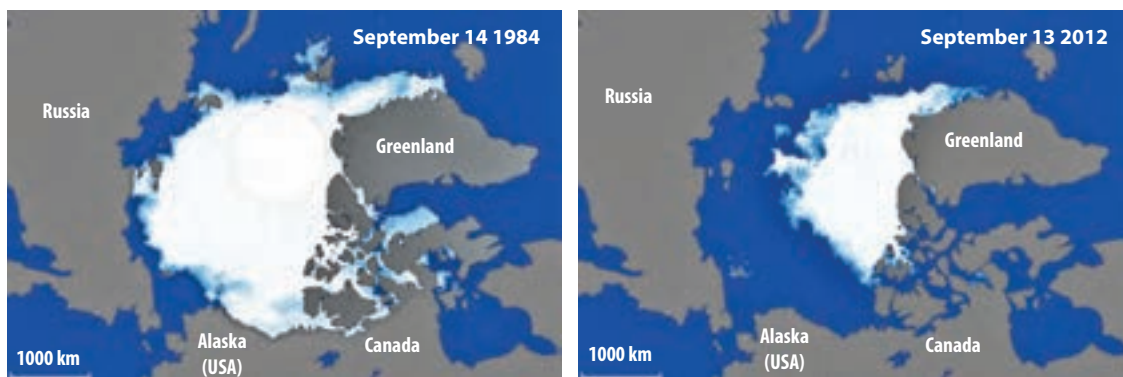 September 14 1984
Russia
Greenland
Alaska
(USA)
Canada
1000 km
September 13 2012
Russia
Greenland
Alaska
(USA)
Canada
1000 km